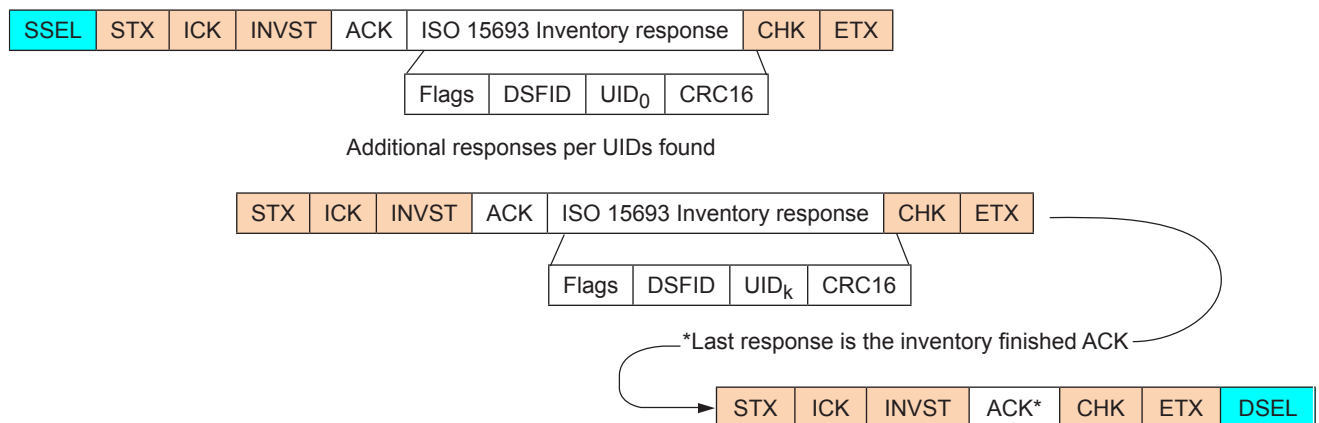 SSEL STX ICK INVST ACK ISO 15693 Inventory response CHK ETX
Flags DSFID UID0 CRC16
Additional responses per UIDs found
STX ICK INVST ACK ISO 15693 Inventory response CHK ETX
Flags DSFID UIDk CRC16
*Last response is the inventory finished ACK
STX ICK INVST ACK* CHK ETX DSEL